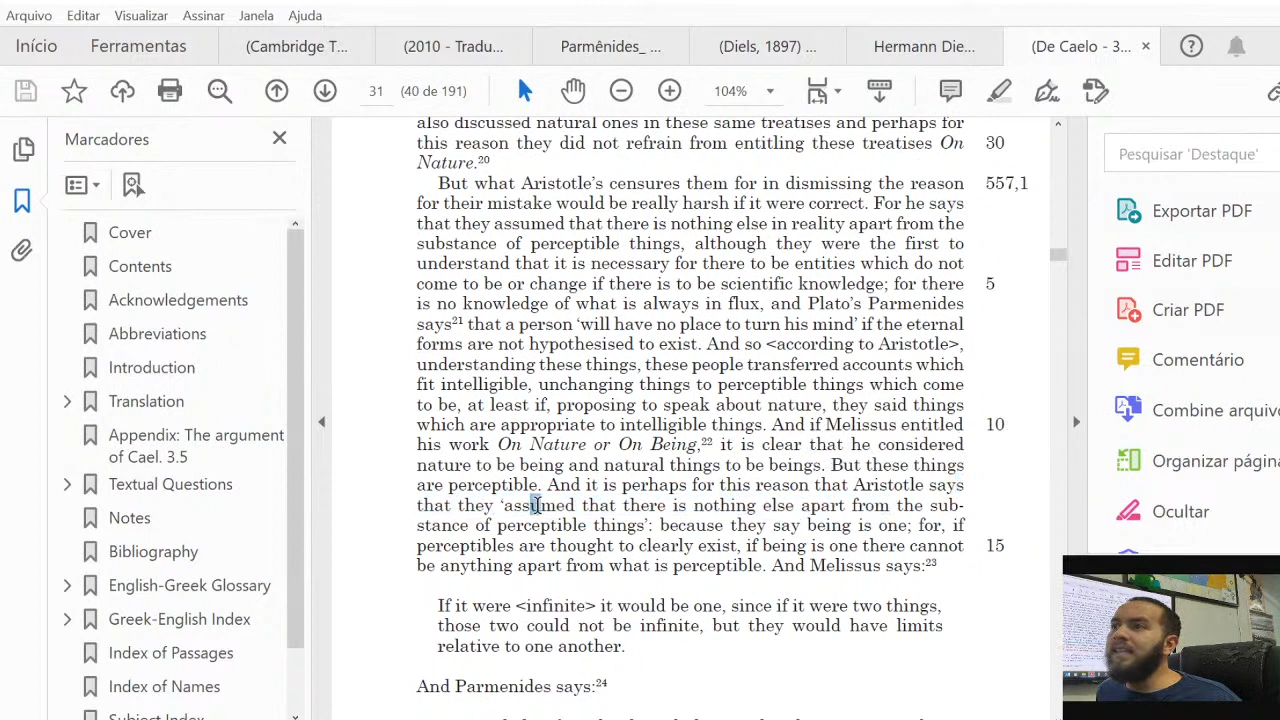 Arquivo Editar Visualizar Assinar Janela Ajuda
Início Ferramentas (Cambridge T... (2010 - Tradu... Parmênides_ ... (Diels, 1897) ... Hermann Die... (De Caelo - 3... ×
31 (40 de 191) 104%
Marcadores
Cover
Contents
Acknowledgements
Abbreviations
Introduction
Translation
Appendix: The argument
of Cael. 3.5
Textual Questions
Notes
Bibliography
English-Greek Glossary
Greek-English Index
Index of Passages
Index of Names
Subject Index
also discussed natural ones in these same treatises and perhaps for
this reason they did not refrain from entitling these treatises On 30
Nature.²⁰
But what Aristotle's censures them for in dismissing the reason 557,1
for their mistake would be really harsh if it were correct. For he says
that they assumed that there is nothing else in reality apart from the
substance of perceptible things, although they were the first to
understand that it is necessary for there to be entities which do not
come to be or change if there is to be scientific knowledge; for there 5
is no knowledge of what is always in flux, and Plato's Parmenides
says²¹ that a person 'will have no place to turn his mind' if the eternal
forms are not hypothesised to exist. And so <according to Aristotle>,
understanding these things, these people transferred accounts which
fit intelligible, unchanging things to perceptible things which come
to be, at least if, proposing to speak about nature, they said things
which are appropriate to intelligible things. And if Melissus entitled 10
his work On Nature or On Being,²² it is clear that he considered
nature to be being and natural things to be beings. But these things
are perceptible. And it is perhaps for this reason that Aristotle says
that they 'assumed that there is nothing else apart from the sub-
stance of perceptible things': because they say being is one; for, if
perceptibles are thought to clearly exist, if being is one there cannot 15
be anything apart from what is perceptible. And Melissus says:²³
If it were <infinite> it would be one, since if it were two things,
those two could not be infinite, but they would have limits
relative to one another.
And Parmenides says:²⁴
Pesquisar 'Destaque'
Exportar PDF
Editar PDF
Criar PDF
Comentário
Combine arquivo
Organizar página
Ocultar